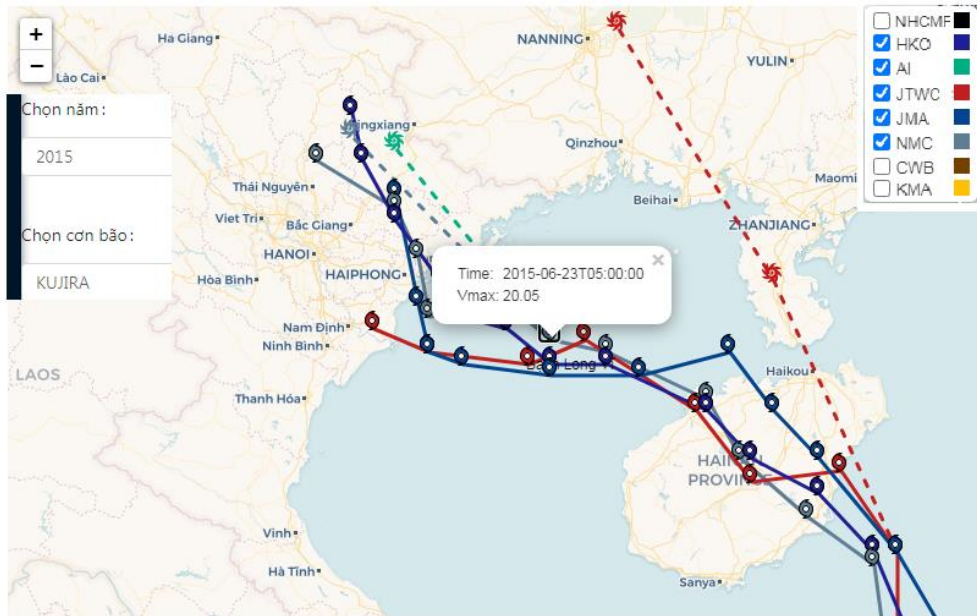 +
−
Chọn năm :
2015
Chọn cơn bão :
KUJIRA
NHCMF
HKO
AI
JTWC
JMA
NMC
CWB
KMA
Time: 2015-06-23T05:00:00
Vmax: 20.05
×
Ha Giang
NANNING
YULIN
Lào Cai
Qinzhou
Maomi
Thái Nguyên
Beihai
Viet Tri
Bắc Giang
ZHANJIANG
HANOI
HAIPHONG
Hòa Bình
Nam Định
Ninh Bình
LAOS
Haikou
Thanh Hóa
PROVINCE
Vinh
Hà Tĩnh
Sanya